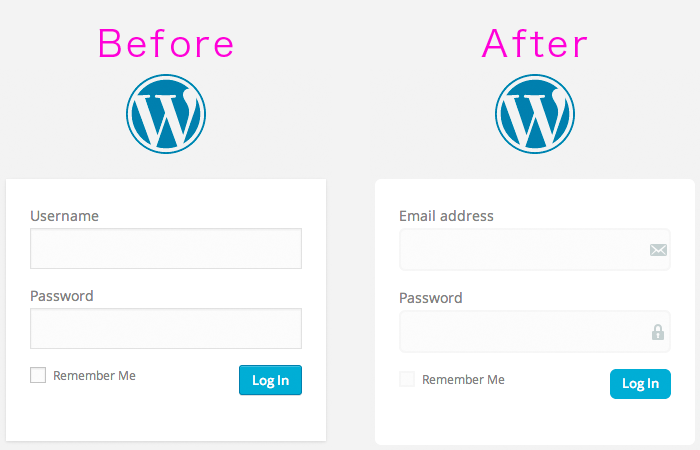 Before
Username
Password
Remember Me
Log In
After
Email address
Password
Remember Me
Log In